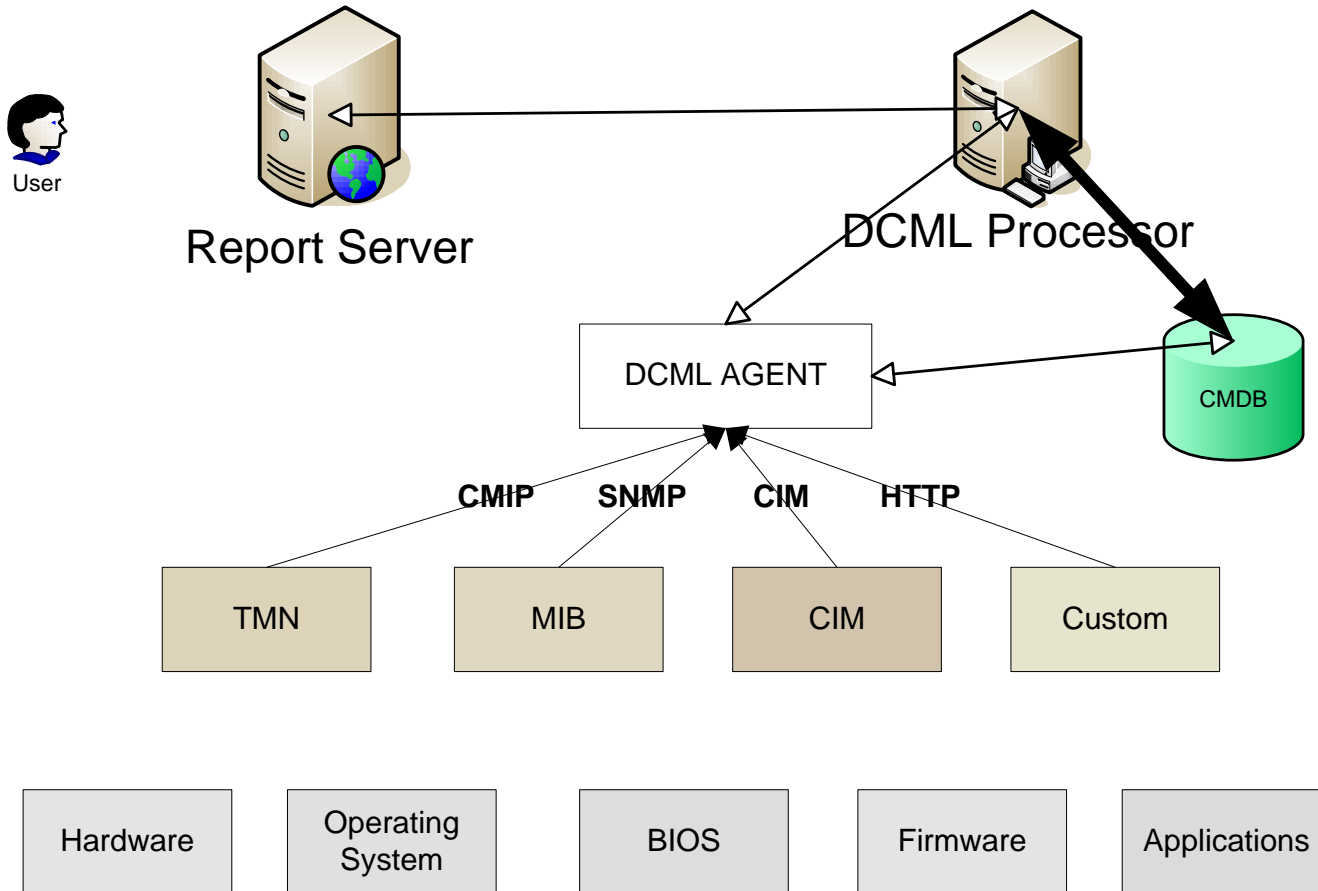 User
Report Server
DCML Processor
DCML AGENT
CMDB
CMIP
SNMP
CIM
HTTP
TMN
MIB
CIM
Custom
Hardware
Operating
System
BIOS
Firmware
Applications